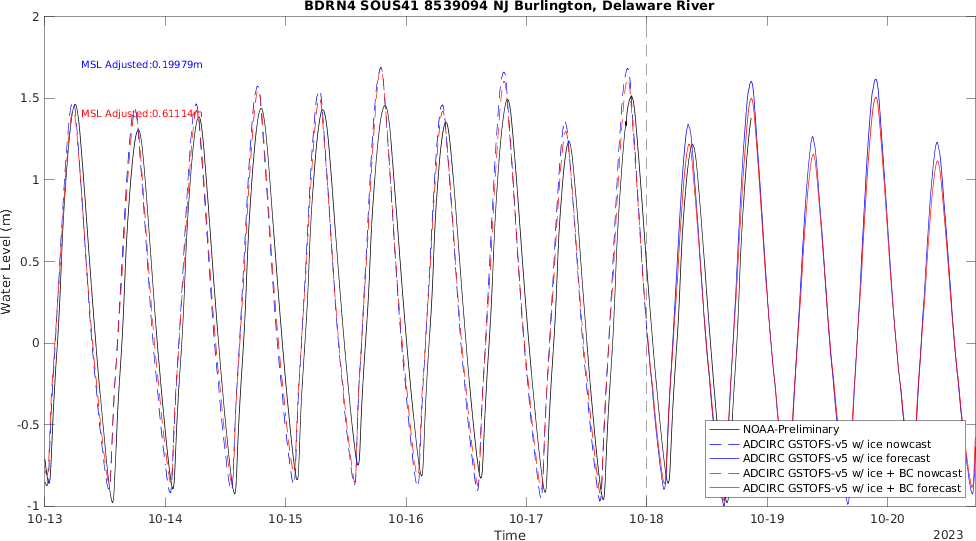 BDRN4 SOUS41 8539094 NJ Burlington, Delaware River
2
MSL Adjusted:0.19979m
1.5
MSL Adjusted:0.61114m
1
Water Level (m)
0.5
0
-0.5
NOAA-Preliminary
ADCIRC GSTOFS-v5 w/ ice nowcast
ADCIRC GSTOFS-v5 w/ ice forecast
ADCIRC GSTOFS-v5 w/ ice + BC nowcast
ADCIRC GSTOFS-v5 w/ ice + BC forecast
-1
10-13 10-14 10-15 10-16 10-17 10-18 10-19 10-20
Time
2023